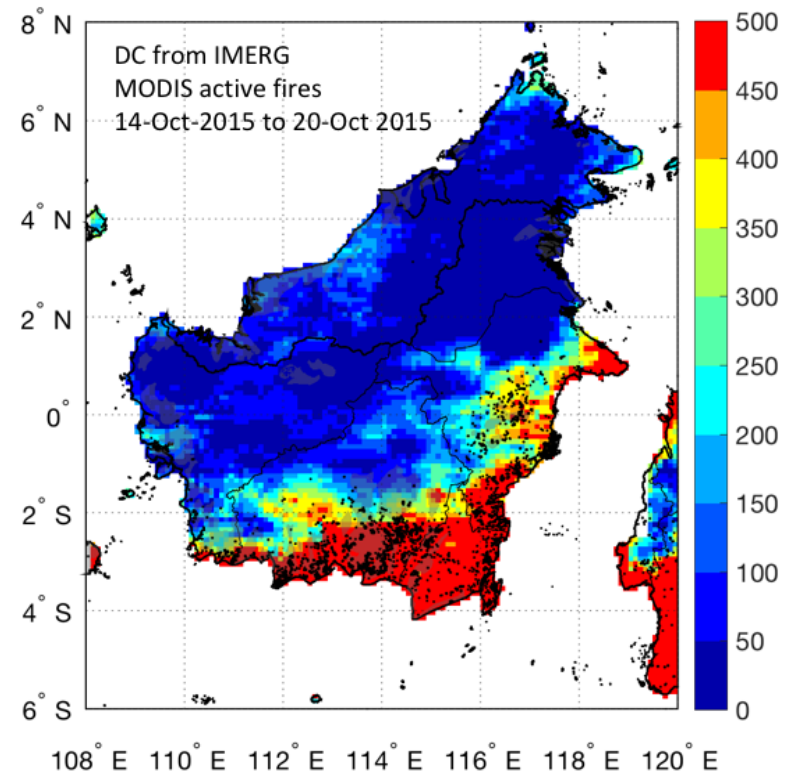 DC from IMERG
MODIS active fires
14-Oct-2015 to 20-Oct 2015
8° N
6° N
4° N
2° N
0°
2° S
4° S
6° S
108° E 110° E 112° E 114° E 116° E 118° E 120° E
500
450
400
350
300
250
200
150
100
50
0